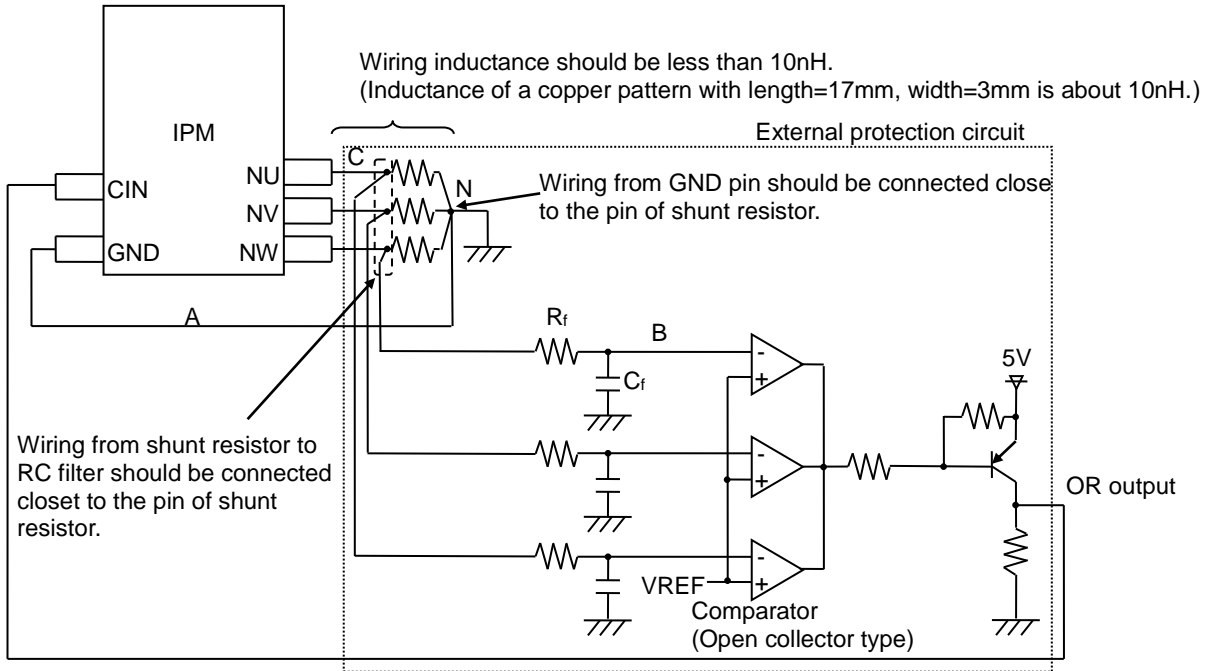 Wiring inductance should be less than 10nH.
(Inductance of a copper pattern with length=17mm, width=3mm is about 10nH.)
External protection circuit
IPM
CIN
GND
NU
NV
NW
C
N
Wiring from GND pin should be connected close
to the pin of shunt resistor.
A
Rf
B
Cf
5V
-
+
-
+
-
+
Wiring from shunt resistor to
RC filter should be connected
closet to the pin of shunt
resistor.
OR output
VREF
Comparator
(Open collector type)